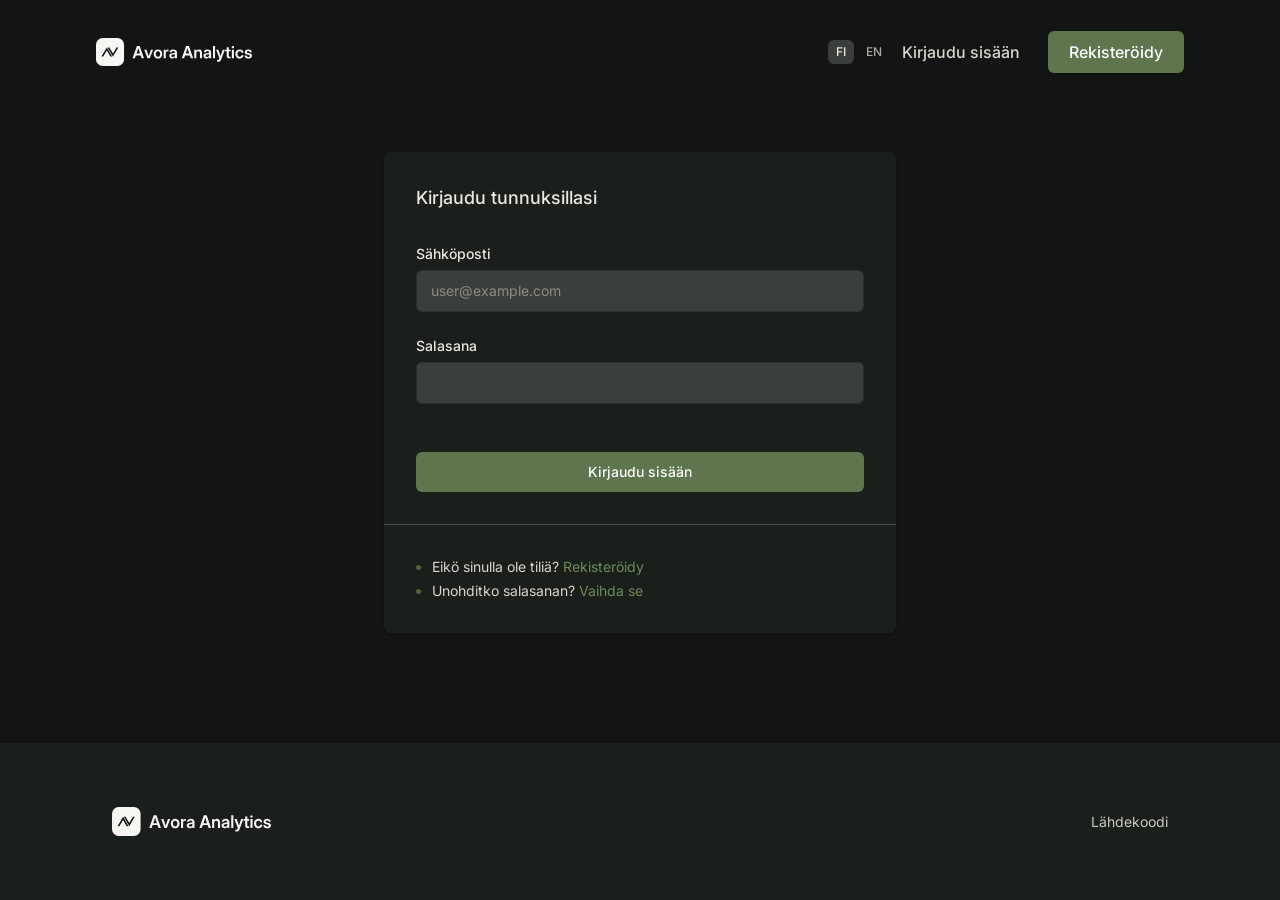 Avora Analytics
FI EN Kirjaudu sisään Rekisteröidy
Kirjaudu tunnuksillasi
Sähköposti
user@example.com
Salasana
Kirjaudu sisään
Eikö sinulla ole tiliä? Rekisteröidy
Unohditko salasanan? Vaihda se
Avora Analytics
Lähdekoodi